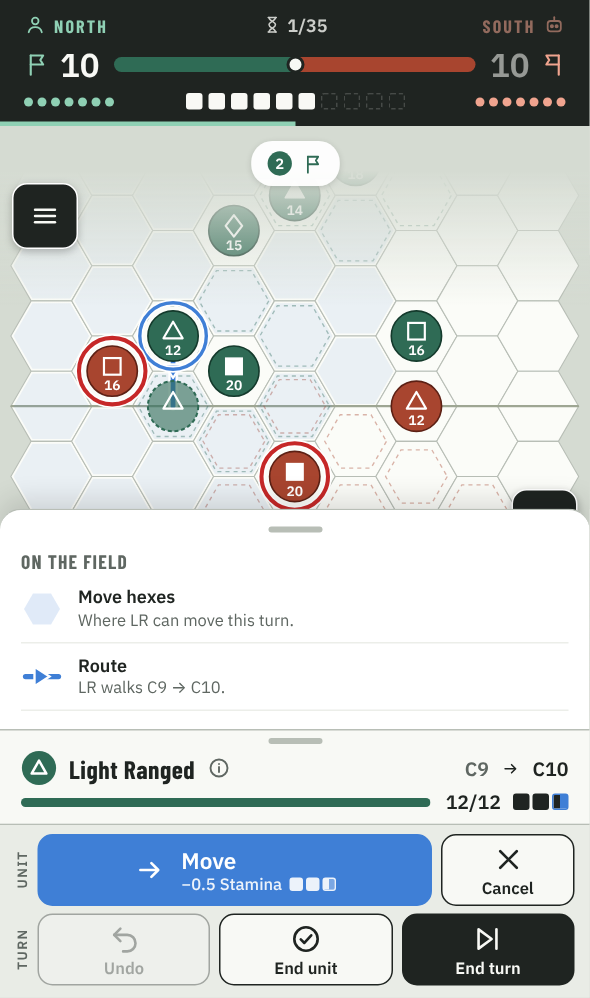 NORTH
1/35
SOUTH
10
10
2
14
15
12
16
16
20
12
20
ON THE FIELD
Move hexes
Where LR can move this turn.
Route
LR walks C9 → C10.
Light Ranged
C9 → C10
12/12
UNIT
Move
−0.5 Stamina
Cancel
TURN
Undo
End unit
End turn